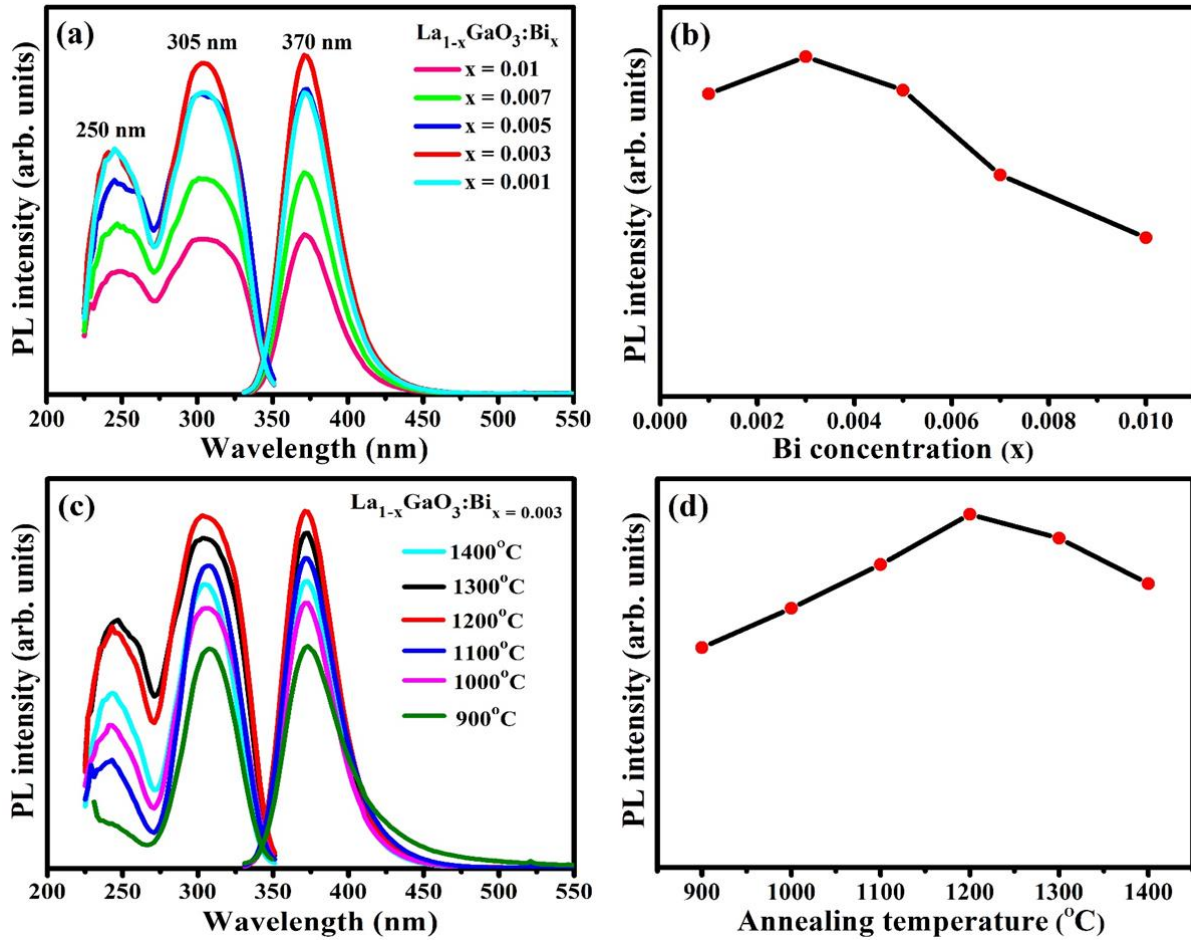 (a)
250 nm
305 nm
370 nm
La1-xGaO3:Bix
x = 0.01
x = 0.007
x = 0.005
x = 0.003
x = 0.001
PL intensity (arb. units)
200 250 300 350 400 450 500 550
Wavelength (nm)
(b)
PL intensity (arb. units)
0.000 0.002 0.004 0.006 0.008 0.010
Bi concentration (x)
(c)
La1-xGaO3:Bix = 0.003
1400°C
1300°C
1200°C
1100°C
1000°C
900°C
PL intensity (arb. units)
200 250 300 350 400 450 500 550
Wavelength (nm)
(d)
PL intensity (arb. units)
900 1000 1100 1200 1300 1400
Annealing temperature (°C)